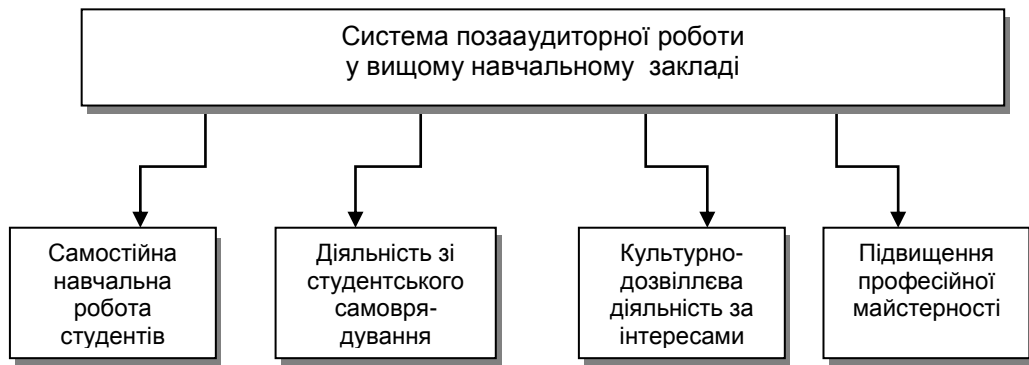 Система позааудиторної роботи
у вищому навчальному закладі
Самостійна
навчальна
робота
студентів
Діяльність зі
студентського
самовря-
дування
Культурно-
дозвіллєва
діяльність за
інтересами
Підвищення
професійної
майстерності